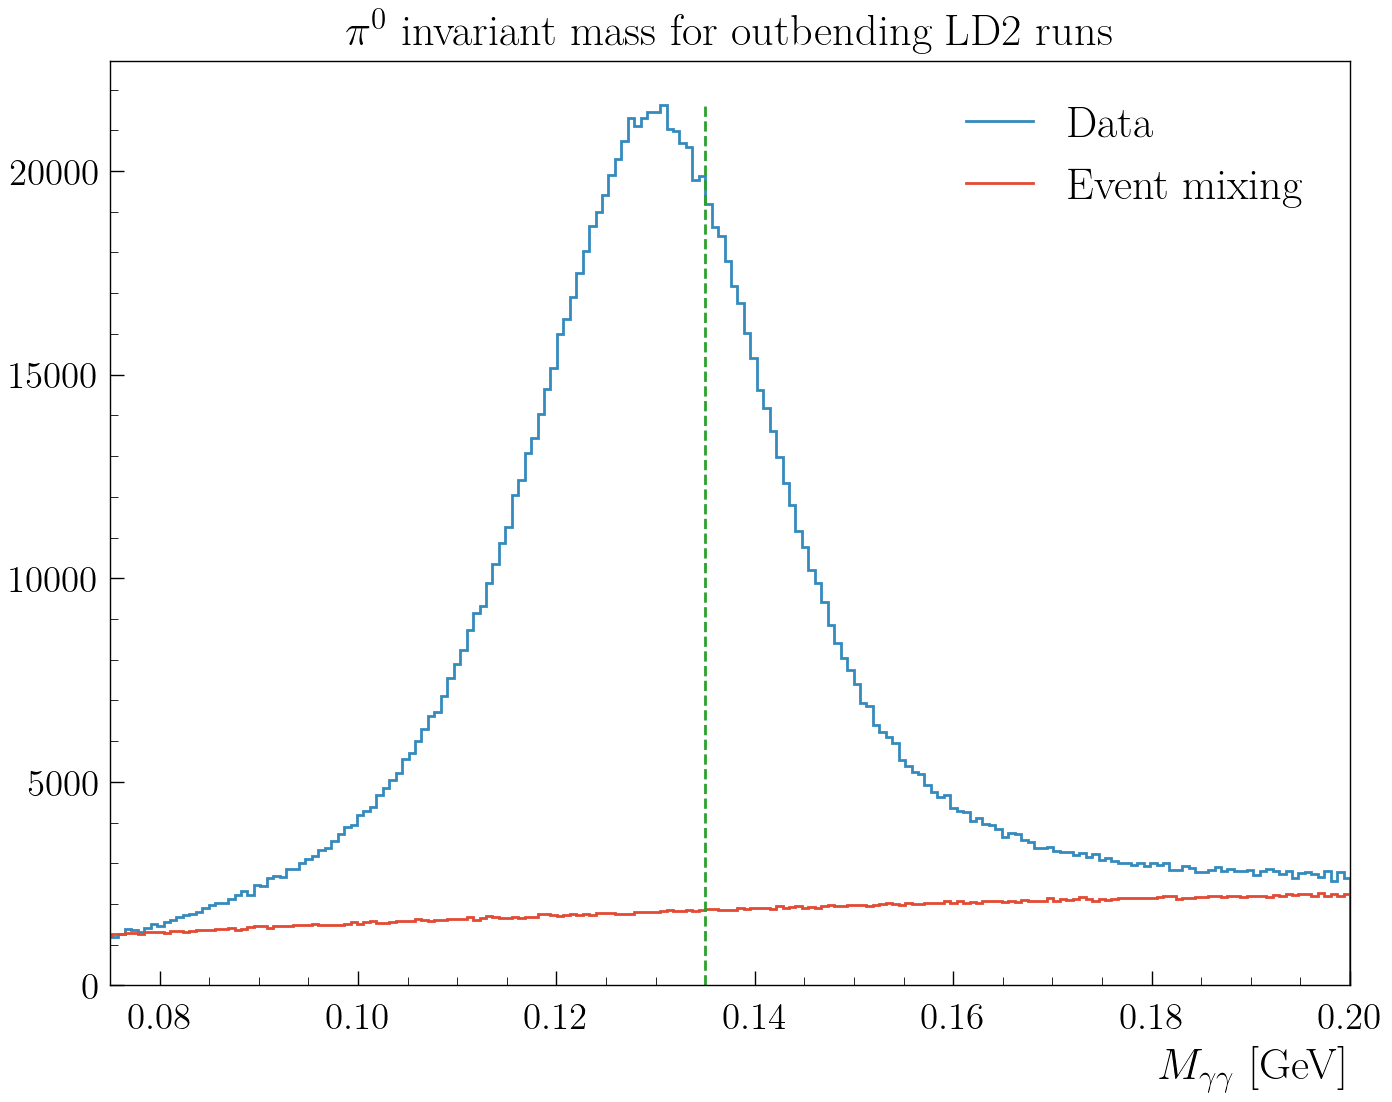 π⁰ invariant mass for outbending LD2 runs
Data
Event mixing
20000
15000
10000
5000
0
0.08 0.10 0.12 0.14 0.16 0.18 0.20
M_γγ [GeV]